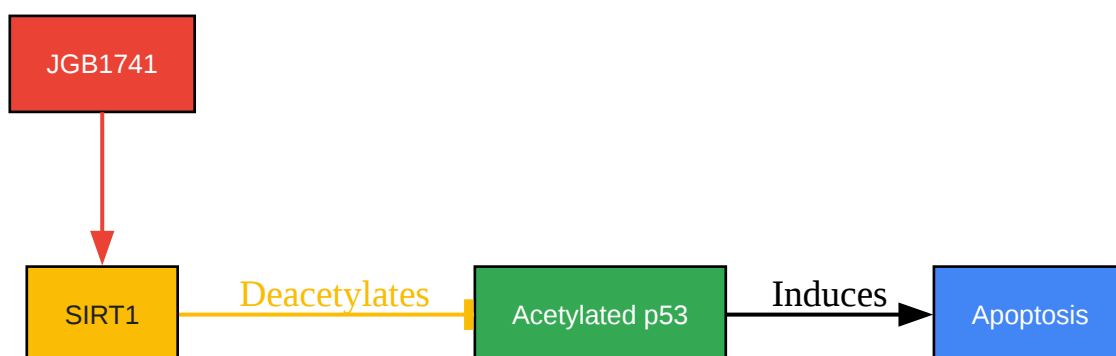 JGB1741
SIRT1
Deacetylates
Acetylated p53
Induces
Apoptosis